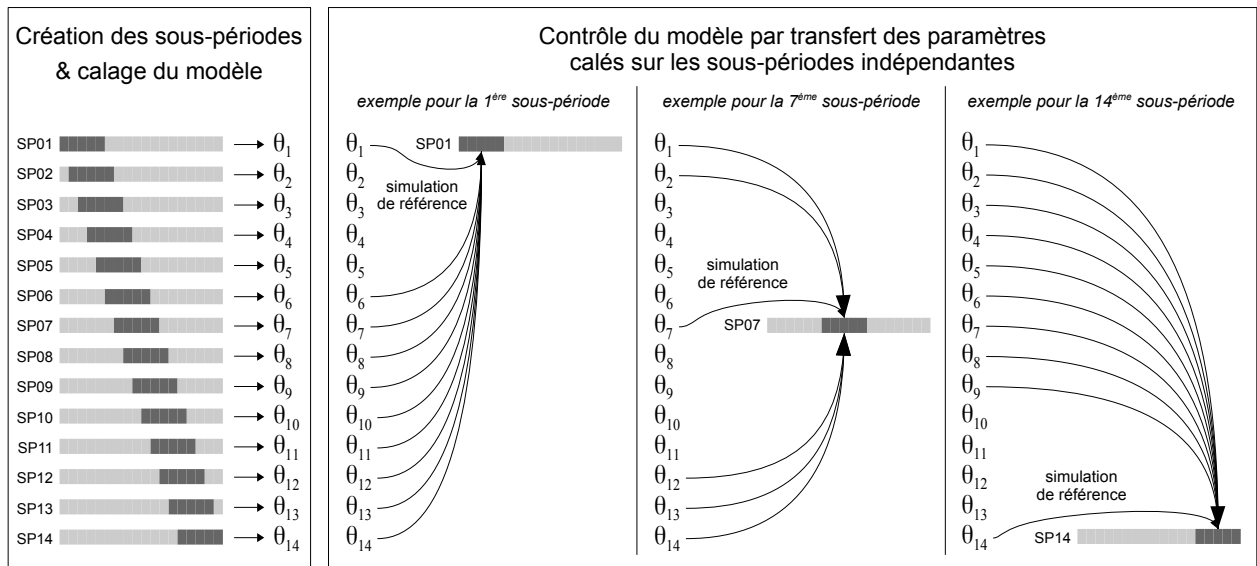 Création des sous-périodes
& calage du modèle
SP01 θ1
SP02 θ2
SP03 θ3
SP04 θ4
SP05 θ5
SP06 θ6
SP07 θ7
SP08 θ8
SP09 θ9
SP10 θ10
SP11 θ11
SP12 θ12
SP13 θ13
SP14 θ14
Contrôle du modèle par transfert des paramètres
calés sur les sous-périodes indépendantes
exemple pour la 1ère sous-période
θ1 SP01
θ2
simulation
de référence
θ3
θ4
θ5
θ6
θ7
θ8
θ9
θ10
θ11
θ12
θ13
θ14
exemple pour la 7ème sous-période
θ1
θ2
θ3
θ4
θ5
simulation
de référence
θ6
θ7 SP07
θ8
θ9
θ10
θ11
θ12
θ13
θ14
exemple pour la 14ème sous-période
θ1
θ2
θ3
θ4
θ5
θ6
θ7
θ8
θ9
θ10
θ11
θ12
simulation
de référence
θ13
θ14 SP14